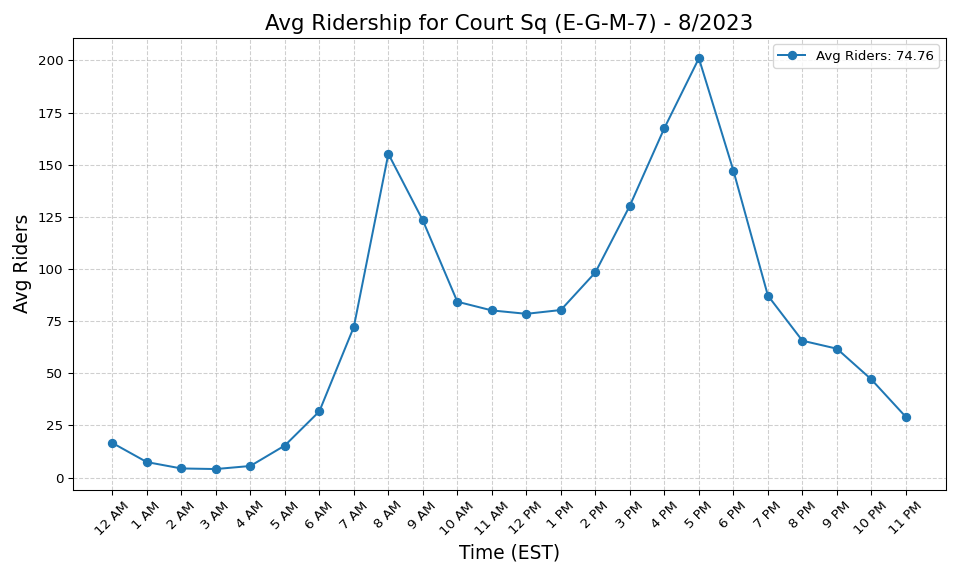 Avg Ridership for Court Sq (E-G-M-7) - 8/2023
Avg Riders: 74.76
Avg Riders
200
175
150
125
100
75
50
25
0
12 AM
1 AM
2 AM
3 AM
4 AM
5 AM
6 AM
7 AM
8 AM
9 AM
10 AM
11 AM
12 PM
1 PM
2 PM
3 PM
4 PM
5 PM
6 PM
7 PM
8 PM
9 PM
10 PM
11 PM
Time (EST)